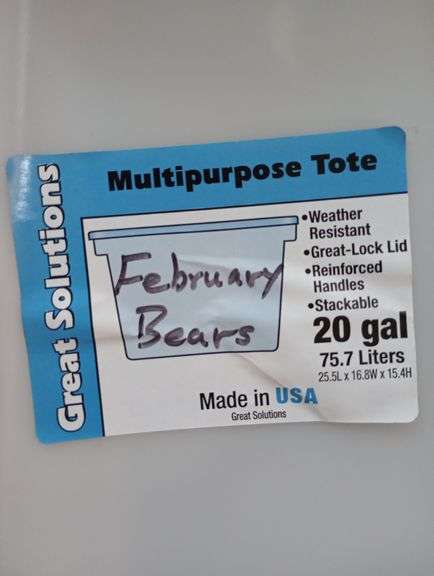 Great Solutions
Multipurpose Tote
February
Bears
•Weather
Resistant
•Great-Lock Lid
•Reinforced
Handles
•Stackable
20 gal
75.7 Liters
25.5L x 16.8W x 15.4H
Made in USA
Great Solutions